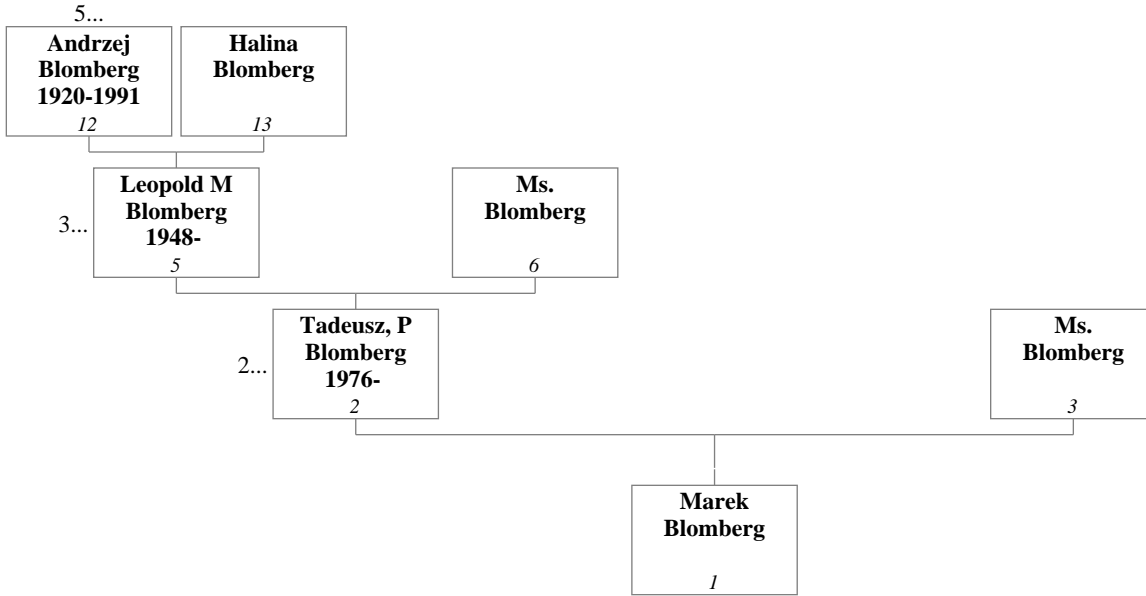 5...
Andrzej
Blomberg
1920-1991
12
Halina
Blomberg
13
3...
Leopold M
Blomberg
1948-
5
Ms.
Blomberg
6
2...
Tadeusz, P
Blomberg
1976-
2
Ms.
Blomberg
3
Marek
Blomberg
1